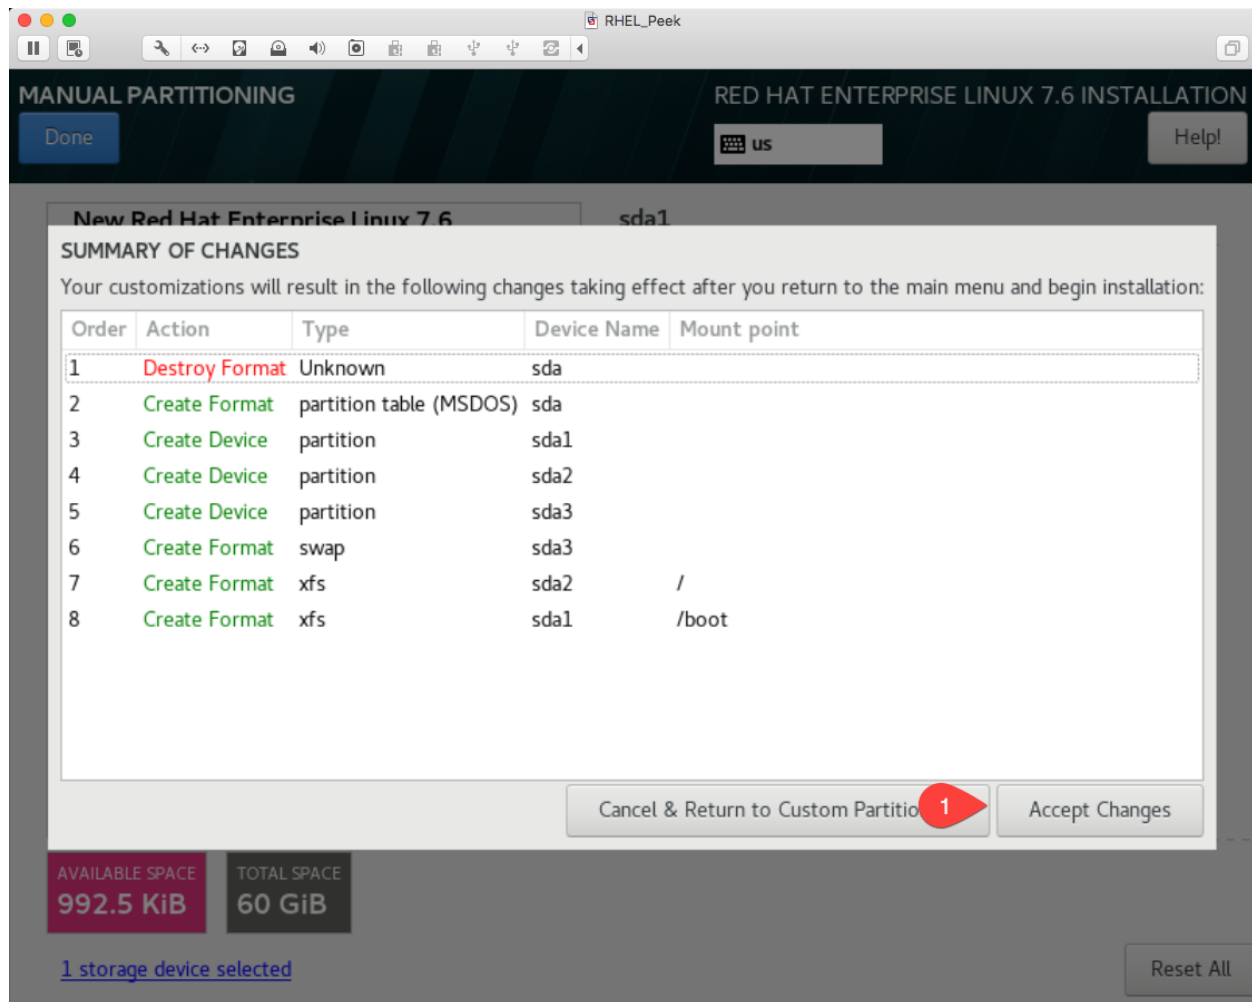 RHEL_Peek
MANUAL PARTITIONING
RED HAT ENTERPRISE LINUX 7.6 INSTALLATION
Done
us
Help!
New Red Hat Enterprise Linux 7.6
sda1
SUMMARY OF CHANGES
Your customizations will result in the following changes taking effect after you return to the main menu and begin installation:
Order Action Type Device Name Mount point
1 Destroy Format Unknown sda
2 Create Format partition table (MSDOS) sda
3 Create Device partition sda1
4 Create Device partition sda2
5 Create Device partition sda3
6 Create Format swap sda3
7 Create Format xfs sda2 /
8 Create Format xfs sda1 /boot
Cancel & Return to Custom Partitio
1
Accept Changes
AVAILABLE SPACE
992.5 KiB
TOTAL SPACE
60 GiB
1 storage device selected
Reset All